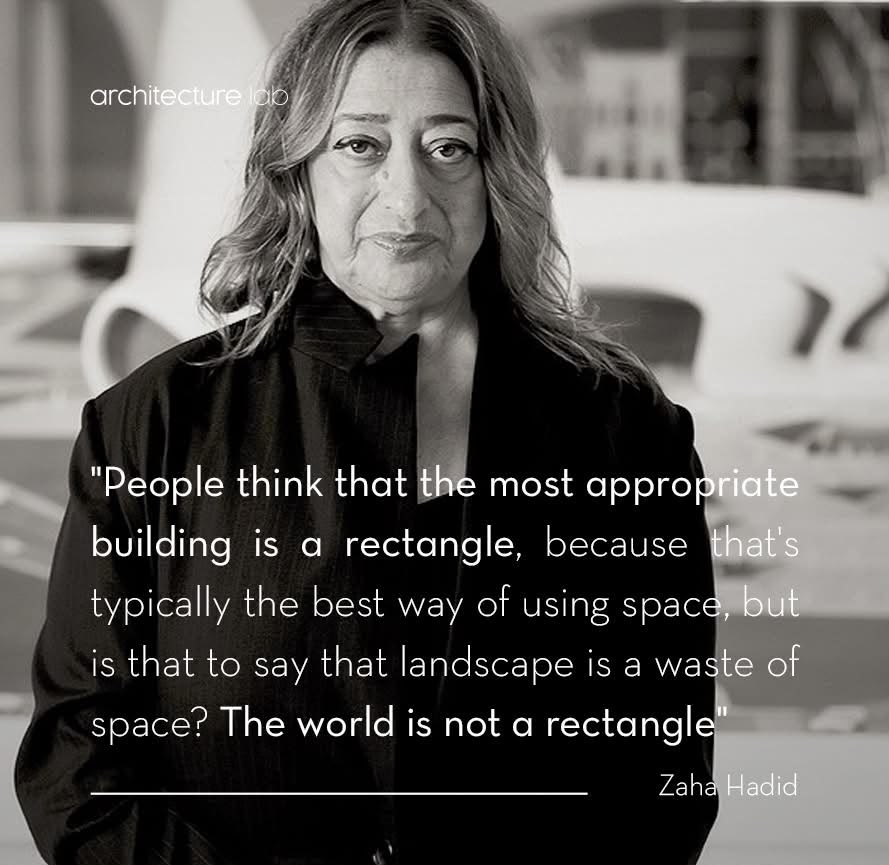 architecture lab
"People think that the most appropriate
building is a rectangle, because that's
typically the best way of using space, but
is that to say that landscape is a waste of
space? The world is not a rectangle"
Zaha Hadid